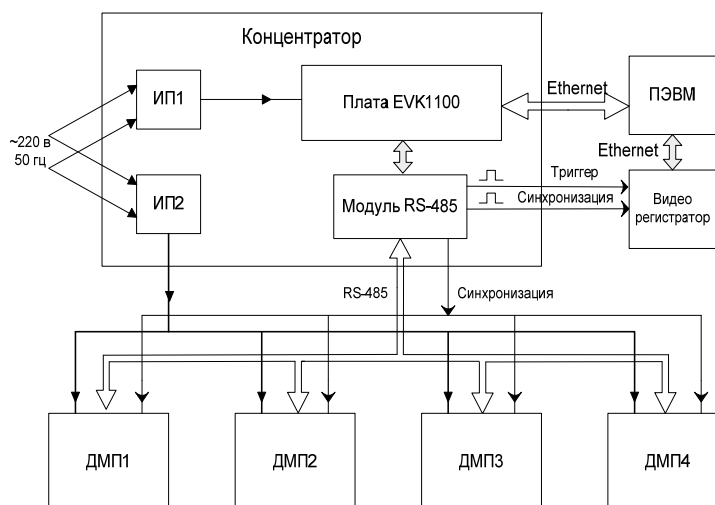 Концентратор
ИП1
Плата EVK1100
Ethernet
ПЭВМ
~220 в
50 гц
Ethernet
ИП2
Модуль RS-485
Триггер
Синхронизация
Видео
регистратор
RS-485
Синхронизация
ДМП1
ДМП2
ДМП3
ДМП4